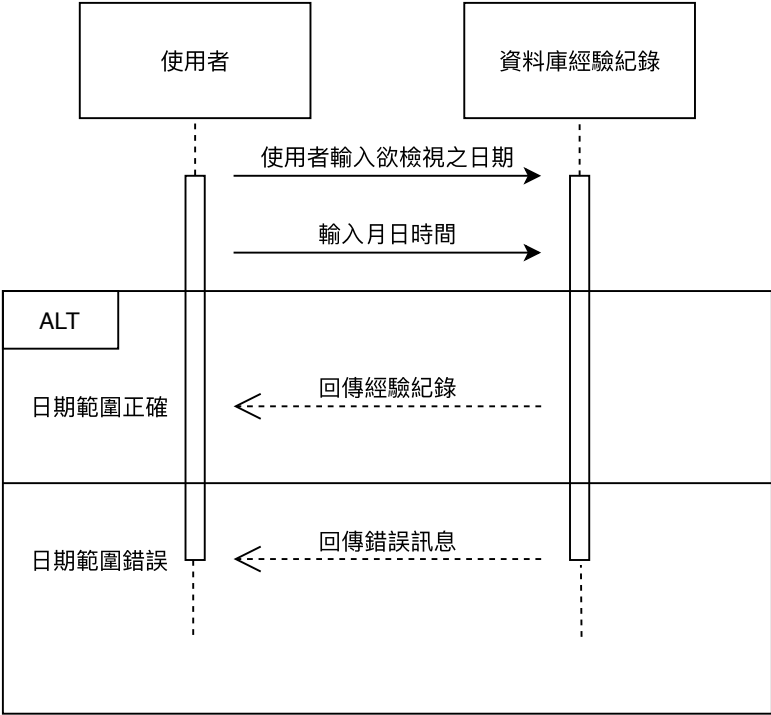 使用者
資料庫經驗紀錄
使用者輸入欲檢視之日期
輸入月日時間
ALT
回傳經驗紀錄
日期範圍正確
回傳錯誤訊息
日期範圍錯誤